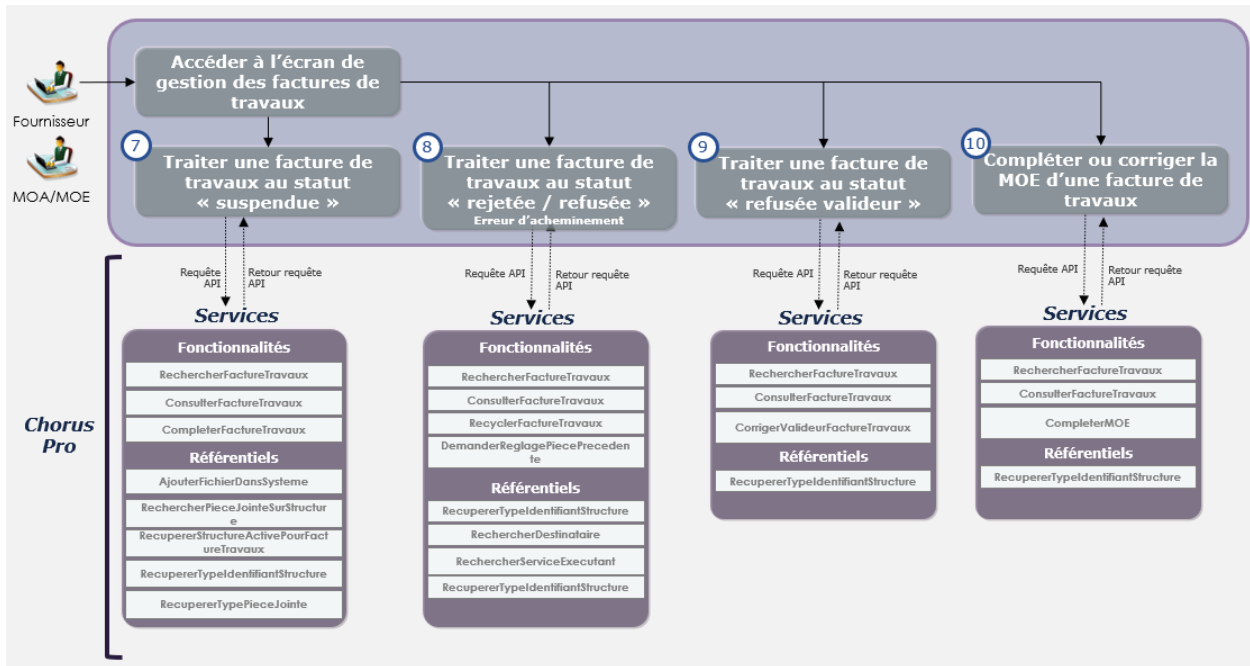 Accéder à l’écran de
gestion des factures de
travaux
Fournisseur
MOA/MOE
7
Traiter une facture de
travaux au statut
« suspendue »
8
Traiter une facture de
travaux au statut
« rejetée / refusée »
Erreur d’acheminement
9
Traiter une facture de
travaux au statut
« refusée valideur »
10
Compléter ou corriger la
MOE d’une facture de
travaux
Requête
API
Retour requête
API
Requête API
Retour requête
API
Requête API
Retour requête
API
Requête API
Retour requête
API
Chorus
Pro
Services
Fonctionnalités
RechercherFactureTravaux
ConsulterFactureTravaux
CompleterFactureTravaux
Référentiels
AjouterFichierDansSysteme
RechercherPieceJointeSurStructur
e
RecupererStructureActivePourFact
ureTravaux
RecupererTypeIdentifiantStructure
RecupererTypePieceJointe
Services
Fonctionnalités
RechercherFactureTravaux
ConsulterFactureTravaux
RecyclerFactureTravaux
DemanderReglagePiecePreceden
te
Référentiels
RecupererTypeIdentifiantStructure
RechercherDestinataire
RechercherServiceExecutant
RecupererTypeIdentifiantStructure
Services
Fonctionnalités
RechercherFactureTravaux
ConsulterFactureTravaux
CorrigerValideurFactureTravaux
Référentiels
RecupererTypeIdentifiantStructure
Services
Fonctionnalités
RechercherFactureTravaux
ConsulterFactureTravaux
CompleterMOE
Référentiels
RecupererTypeIdentifiantStructure